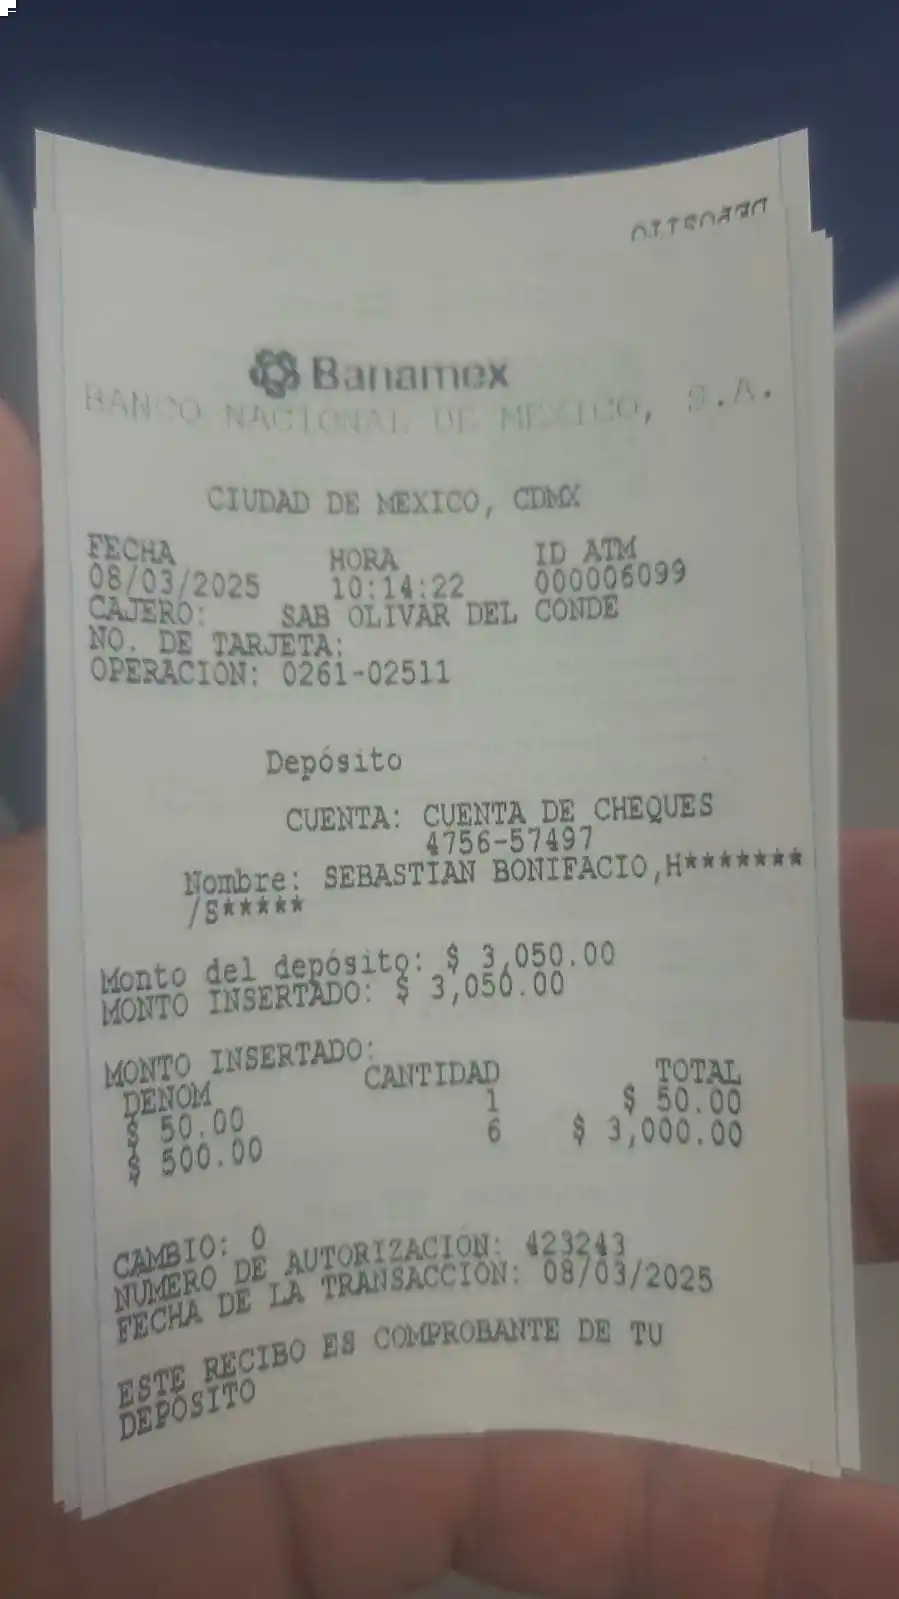 Banamex
BANCO NACIONAL DE MEXICO, S.A.
CIUDAD DE MEXICO, CDMX
FECHA HORA ID ATM
08/03/2025 10:14:22 000006099
CAJERO: SAB OLIVAR DEL CONDE
NO. DE TARJETA:
OPERACION: 0261-02511
Depósito
CUENTA: CUENTA DE CHEQUES
4756-57497
Nombre: SEBASTIAN BONIFACIO,H*******
/S*****
Monto del depósito: $ 3,050.00
MONTO INSERTADO: $ 3,050.00
MONTO INSERTADO:
DENOM CANTIDAD TOTAL
$ 50.00 1 $ 50.00
$ 500.00 6 $ 3,000.00
CAMBIO: 0
NUMERO DE AUTORIZACIÓN: 423243
FECHA DE LA TRANSACCIÓN: 08/03/2025
ESTE RECIBO ES COMPROBANTE DE TU
DEPÓSITO